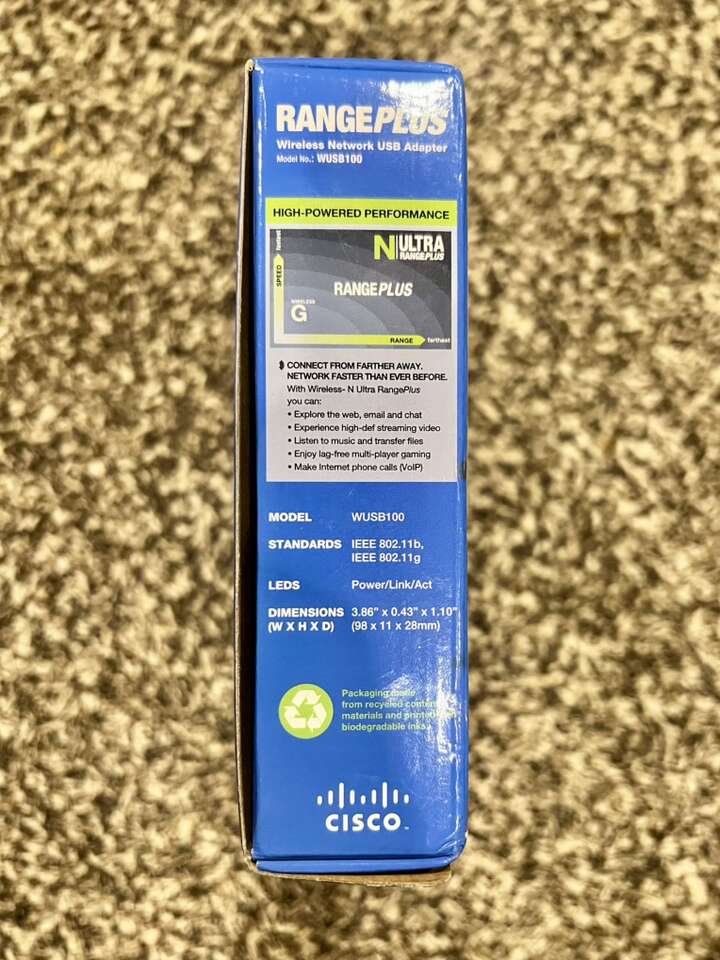 RANGEPLUS
Wireless Network USB Adapter
Model No.: WUSB100
HIGH-POWERED PERFORMANCE
fastest
SPEED
N ULTRA
RANGEPLUS
RANGEPLUS
WIRELESS
G
RANGE farthest
CONNECT FROM FARTHER AWAY.
NETWORK FASTER THAN EVER BEFORE.
With Wireless- N Ultra RangePlus
you can:
• Explore the web, email and chat
• Experience high-def streaming video
• Listen to music and transfer files
• Enjoy lag-free multi-player gaming
• Make Internet phone calls (VoIP)
MODEL WUSB100
STANDARDS IEEE 802.11b,
IEEE 802.11g
LEDS Power/Link/Act
DIMENSIONS 3.86" x 0.43" x 1.10"
(W X H X D) (98 x 11 x 28mm)
Packaging made
from recycled content
materials and printed
biodegradable inks.
CISCO